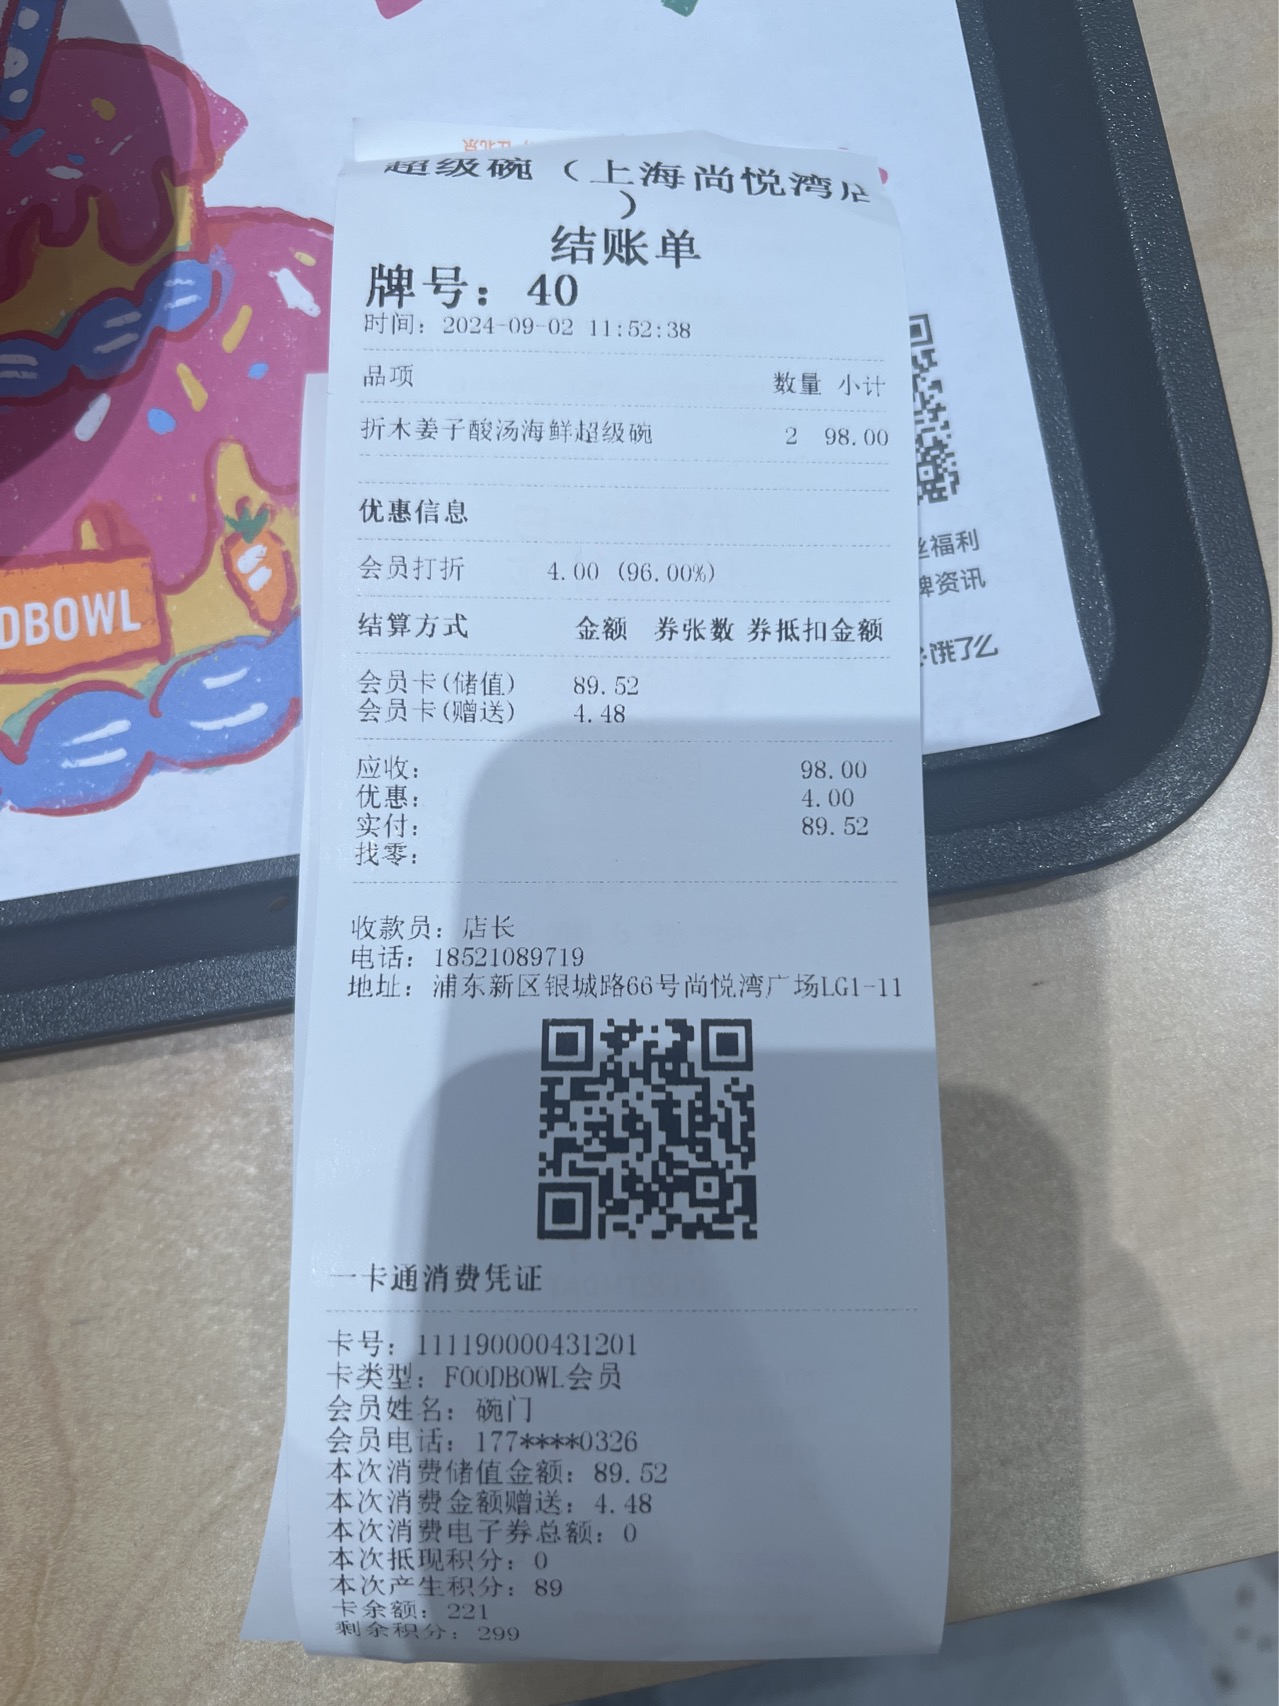 超级碗（上海尚悦湾店
）
结账单
牌号：40
时间：2024-09-02 11:52:38
品项 数量 小计
折木姜子酸汤海鲜超级碗 2 98.00
优惠信息
会员打折 4.00 (96.00%)
结算方式 金额 券张数 券抵扣金额
会员卡(储值) 89.52
会员卡(赠送) 4.48
应收： 98.00
优惠： 4.00
实付： 89.52
找零：
收款员：店长
电话：18521089719
地址：浦东新区银城路66号尚悦湾广场LG1-11
一卡通消费凭证
卡号：111190000431201
卡类型：FOODBOWL会员
会员姓名：碗门
会员电话：177****0326
本次消费储值金额：89.52
本次消费金额赠送：4.48
本次消费电子券总额：0
本次抵现积分：0
本次产生积分：89
卡余额：221
剩余积分：299
DBOWL
福利
资讯
饿了么